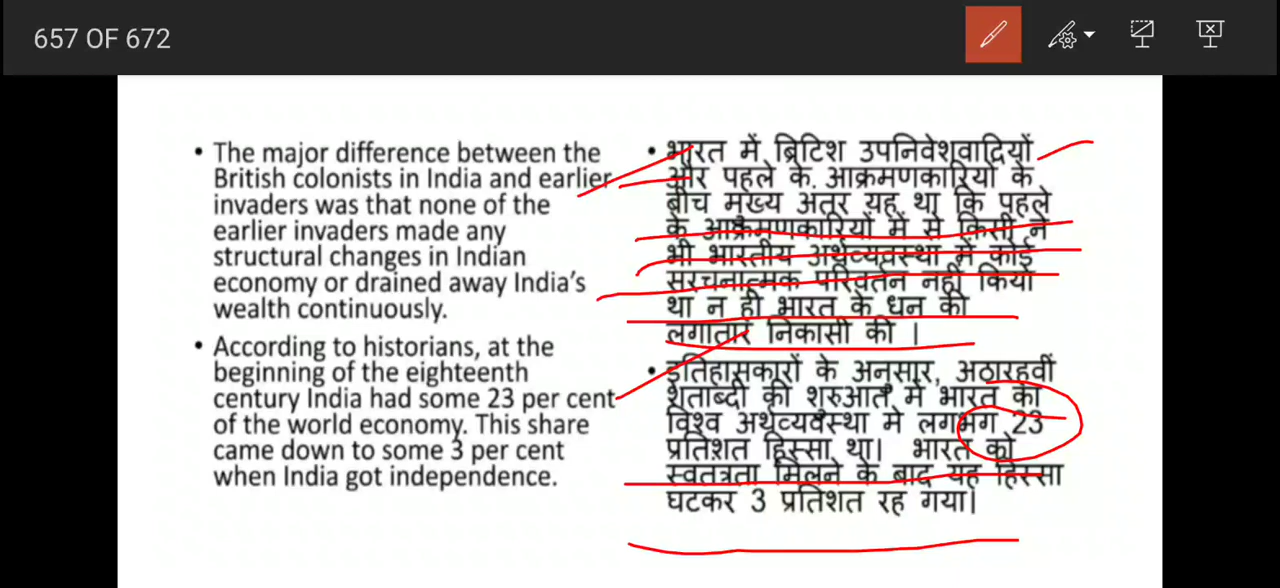 657 OF 672
• The major difference between the
British colonists in India and earlier
invaders was that none of the
earlier invaders made any
structural changes in Indian
economy or drained away India’s
wealth continuously.
• According to historians, at the
beginning of the eighteenth
century India had some 23 per cent
of the world economy. This share
came down to some 3 per cent
when India got independence.
• भारत में ब्रिटिश उपनिवेशवादियों
और पहले के आक्रमणकारियों के
बीच मुख्य अंतर यह था कि पहले
के आक्रमणकारियों में से किसी ने
भी भारतीय अर्थव्यवस्था में कोई
संरचनात्मक परिवर्तन नहीं किया
था न ही भारत के धन की
लगातार निकासी की ।
• इतिहासकारों के अनुसार, अठारहवीं
शताब्दी की शुरुआत में भारत का
विश्व अर्थव्यवस्था में लगभग 23
प्रतिशत हिस्सा था। भारत को
स्वतंत्रता मिलने के बाद यह हिस्सा
घटकर 3 प्रतिशत रह गया।